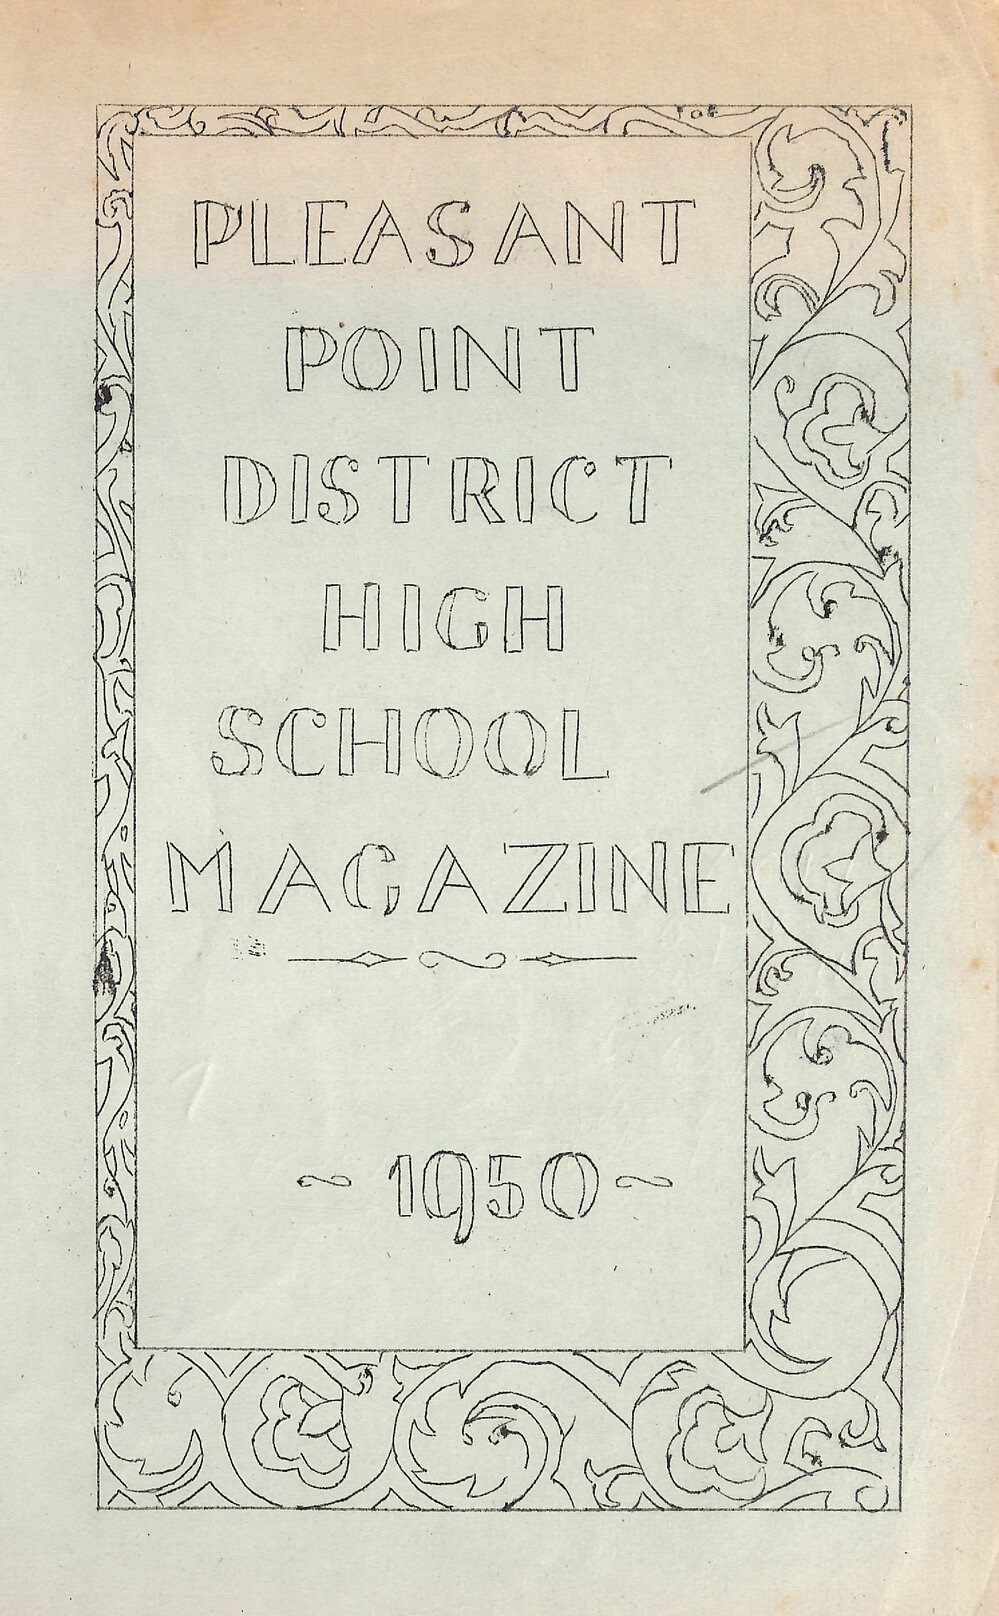 PLEASANT
POINT
DISTRICT
HIGH
SCHOOL
MAGAZINE
~ 1950 ~